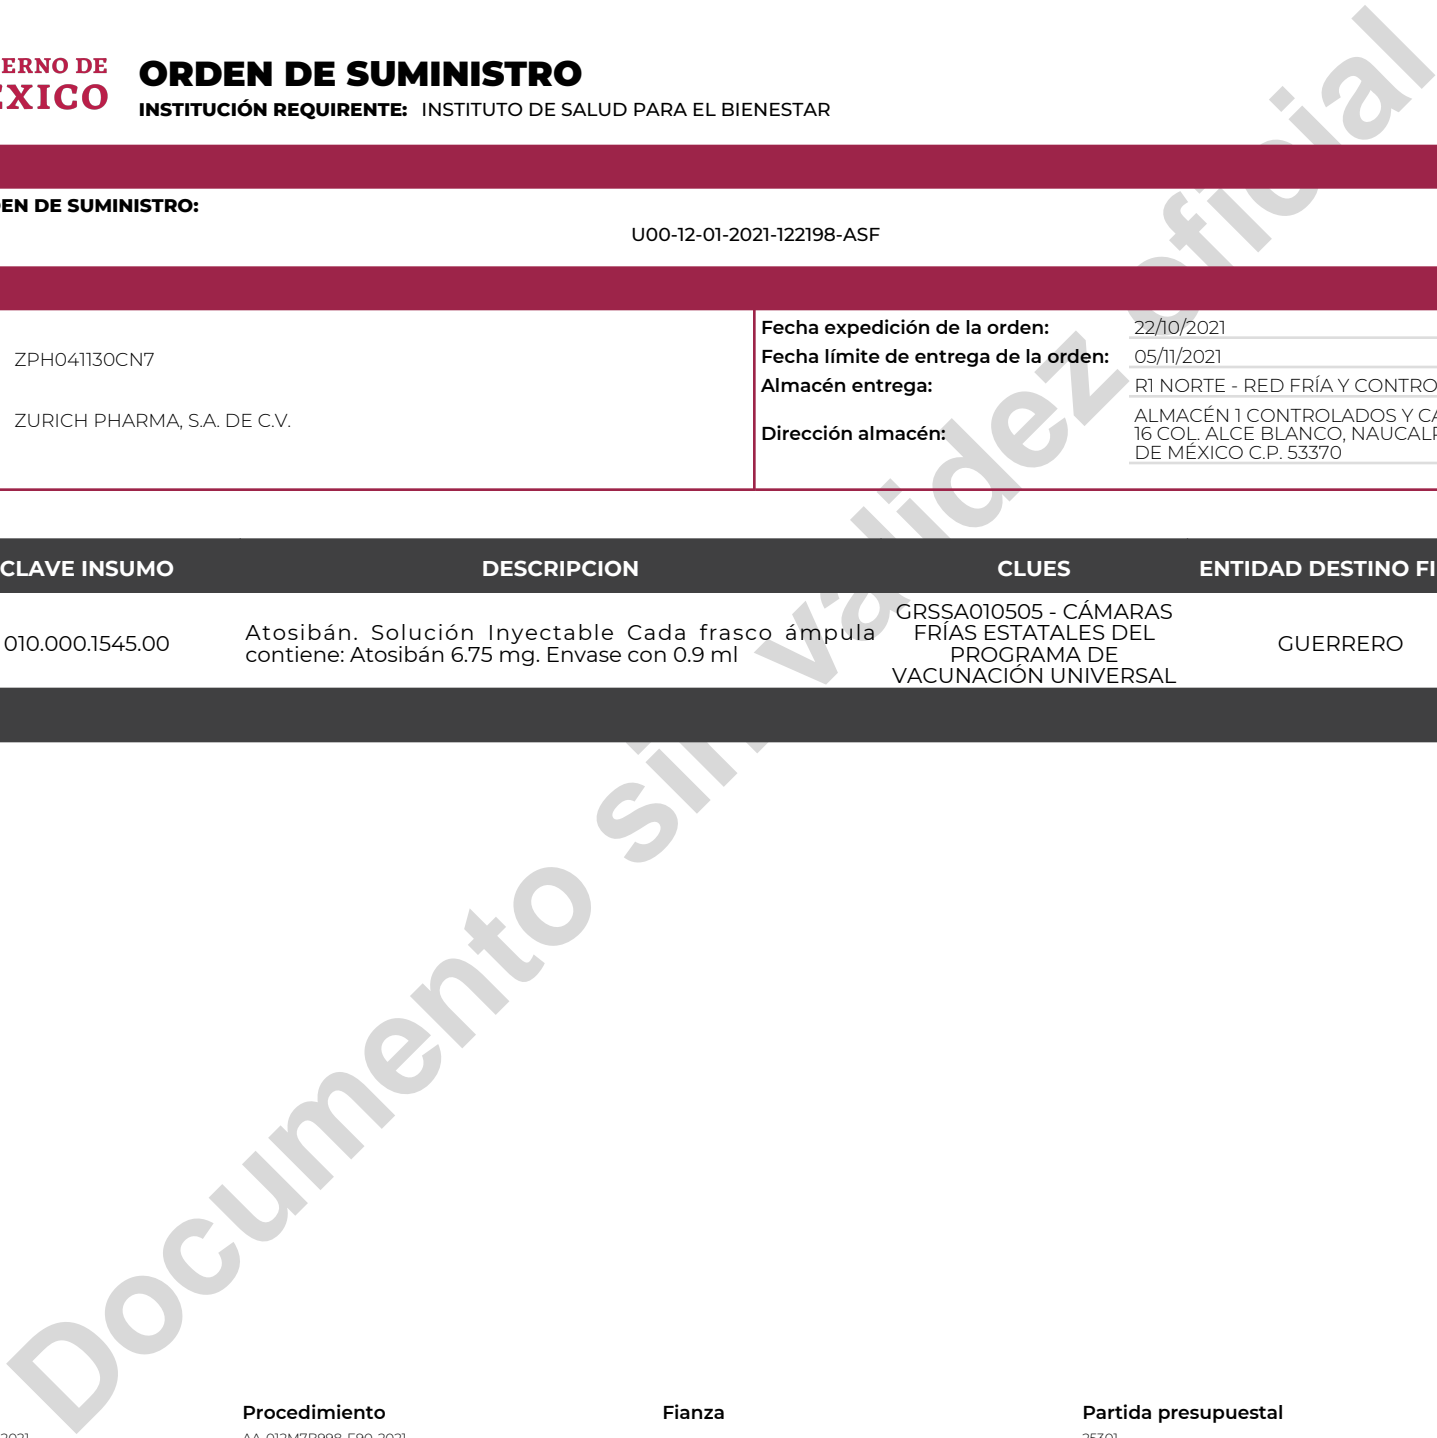 ERNO DE
ÉXICO
ORDEN DE SUMINISTRO
INSTITUCIÓN REQUIRENTE: INSTITUTO DE SALUD PARA EL BIENESTAR
EN DE SUMINISTRO:
U00-12-01-2021-122198-ASF
ZPH041130CN7
ZURICH PHARMA, S.A. DE C.V.
Fecha expedición de la orden: 22/10/2021
Fecha límite de entrega de la orden: 05/11/2021
Almacén entrega: R1 NORTE - RED FRÍA Y CONTRO
Dirección almacén: ALMACÉN 1 CONTROLADOS Y CA
16 COL. ALCE BLANCO, NAUCALP
DE MÉXICO C.P. 53370
CLAVE INSUMO DESCRIPCION CLUES ENTIDAD DESTINO FI
010.000.1545.00
Atosibán. Solución Inyectable Cada frasco ámpula
contiene: Atosibán 6.75 mg. Envase con 0.9 ml
GRSSA010505 - CÁMARAS
FRÍAS ESTATALES DEL
PROGRAMA DE
VACUNACIÓN UNIVERSAL
GUERRERO
Documento sin validez oficial
Procedimiento Fianza Partida presupuestal